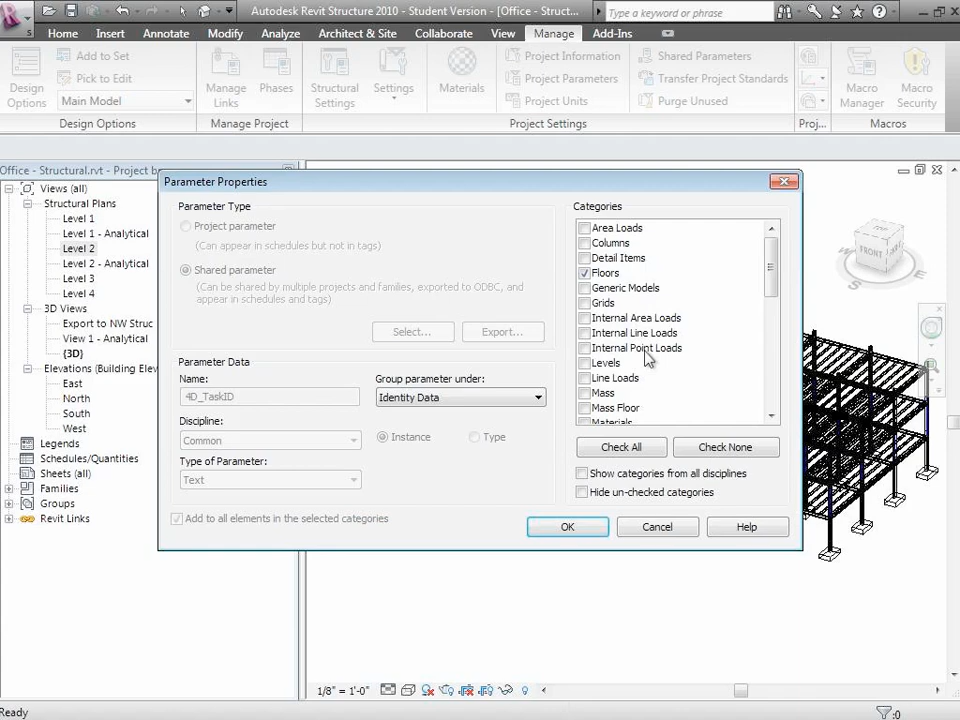 Autodesk Revit Structure 2010 - Student Version - [Office - Struct...
Type a keyword or phrase
Home Insert Annotate Modify Analyze Architect & Site Collaborate View Manage Add-Ins
Design Options
Add to Set
Pick to Edit
Main Model
Manage Links
Phases
Structural Settings
Settings
Materials
Project Information
Project Parameters
Project Units
Shared Parameters
Transfer Project Standards
Purge Unused
Macro Manager
Macro Security
Design Options
Manage Project
Project Settings
Proj...
Macros
Office - Structural.rvt - Project b
Views (all)
Structural Plans
Level 1
Level 1 - Analytical
Level 2
Level 2 - Analytical
Level 3
Level 4
3D Views
Export to NW Struc
View 1 - Analytical
{3D}
Elevations (Building Elev
East
North
South
West
Legends
Schedules/Quantities
Sheets (all)
Families
Groups
Revit Links
Parameter Properties
Parameter Type
Project parameter
(Can appear in schedules but not in tags)
Shared parameter
(Can be shared by multiple projects and families, exported to ODBC, and
appear in schedules and tags)
Select...
Export...
Parameter Data
Name:
4D_TaskID
Discipline:
Common
Type of Parameter:
Text
Group parameter under:
Identity Data
Instance
Type
Add to all elements in the selected categories
Categories
Area Loads
Columns
Detail Items
Floors
Generic Models
Grids
Internal Area Loads
Internal Line Loads
Internal Point Loads
Levels
Line Loads
Mass
Mass Floor
Materials
Check All
Check None
Show categories from all disciplines
Hide un-checked categories
OK
Cancel
Help
FRONT
W
E
1/8" = 1'-0"
Ready
:0